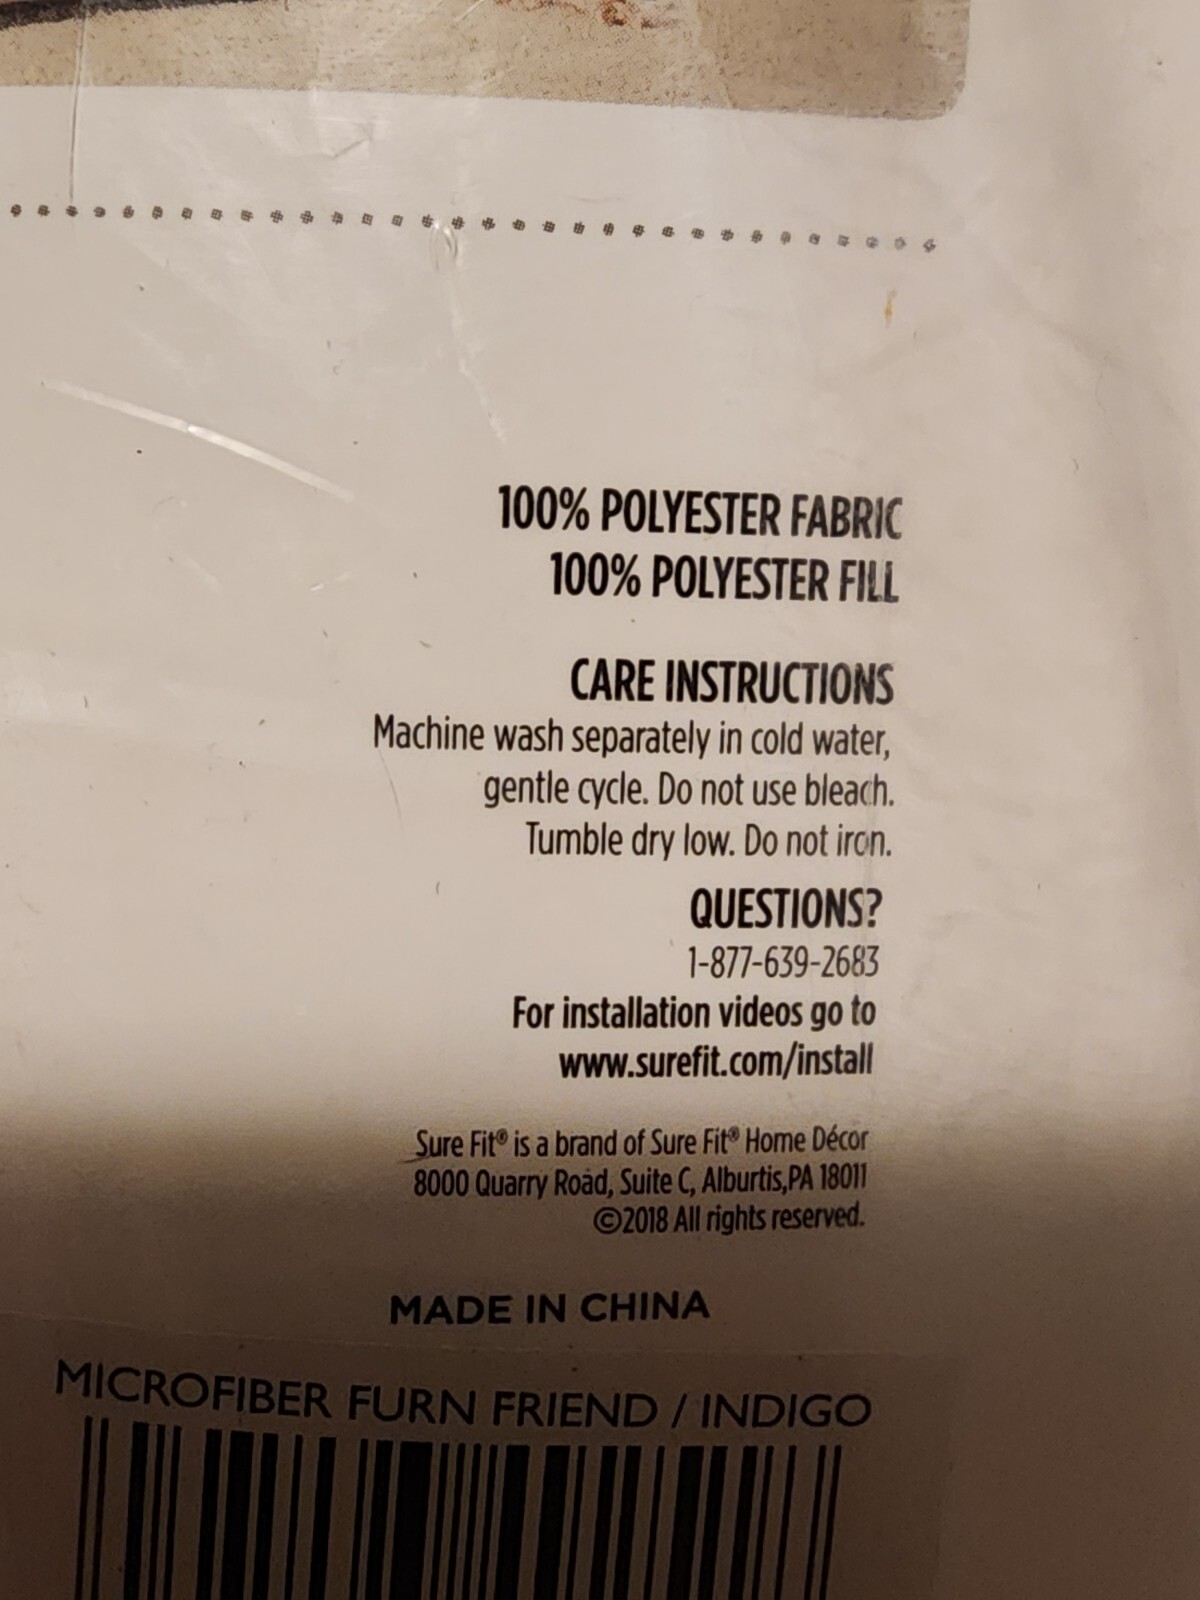 100% POLYESTER FABRIC
100% POLYESTER FILL
CARE INSTRUCTIONS
Machine wash separately in cold water,
gentle cycle. Do not use bleach.
Tumble dry low. Do not iron.
QUESTIONS?
1-877-639-2683
For installation videos go to
www.surefit.com/install
Sure Fit® is a brand of Sure Fit® Home Décor
8000 Quarry Road, Suite C, Alburtis,PA 18011
©2018 All rights reserved.
MADE IN CHINA
MICROFIBER FURN FRIEND / INDIGO